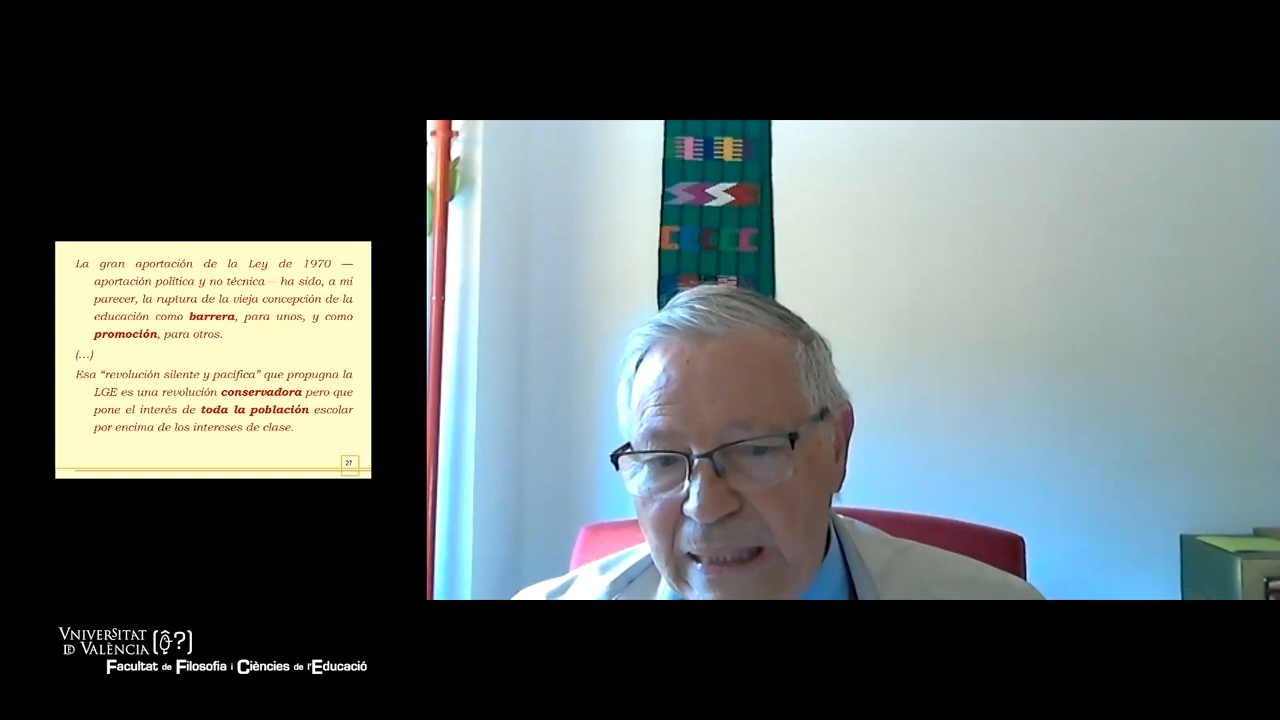 La gran aportación de la Ley de 1970 —
aportación política y no técnica— ha sido, a mi
parecer, la ruptura de la vieja concepción de la
educación como barrera, para unos, y como
promoción, para otros.
(…)
Esa “revolución silente y pacifica” que propugna la
LGE es una revolución conservadora pero que
pone el interés de toda la población escolar
por encima de los intereses de clase.
27
VNIVERSITAT
ID VALÈNCIA
Facultat de Filosofia i Ciències de l'Educació